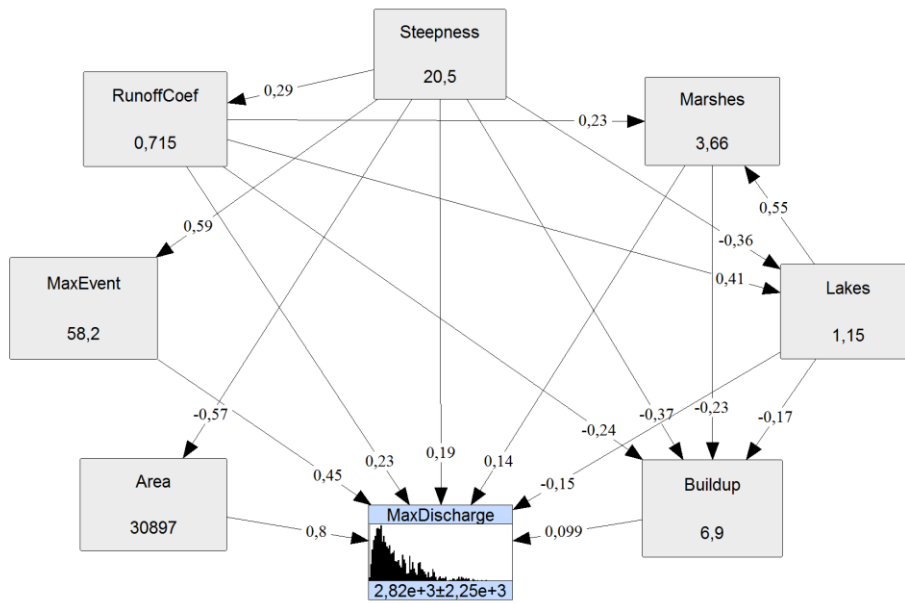 Steepness
20,5
RunoffCoef
0,715
0,29
Marshes
3,66
0,23
0,59
-0,36
0,55
MaxEvent
58,2
0,41
Lakes
1,15
-0,57
-0,37
-0,23
-0,17
-0,24
Area
30897
0,45
0,23
0,19
0,14
-0,15
Buildup
6,9
0,8
MaxDischarge
0,099
2,82e+3±2,25e+3